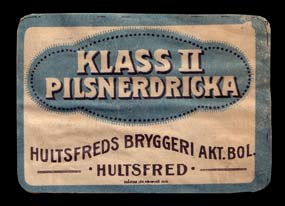 KLASS II
PILSNERDRICKA
HULTSFREDS BRYGGERI AKT. BOL.
· HULTSFRED ·